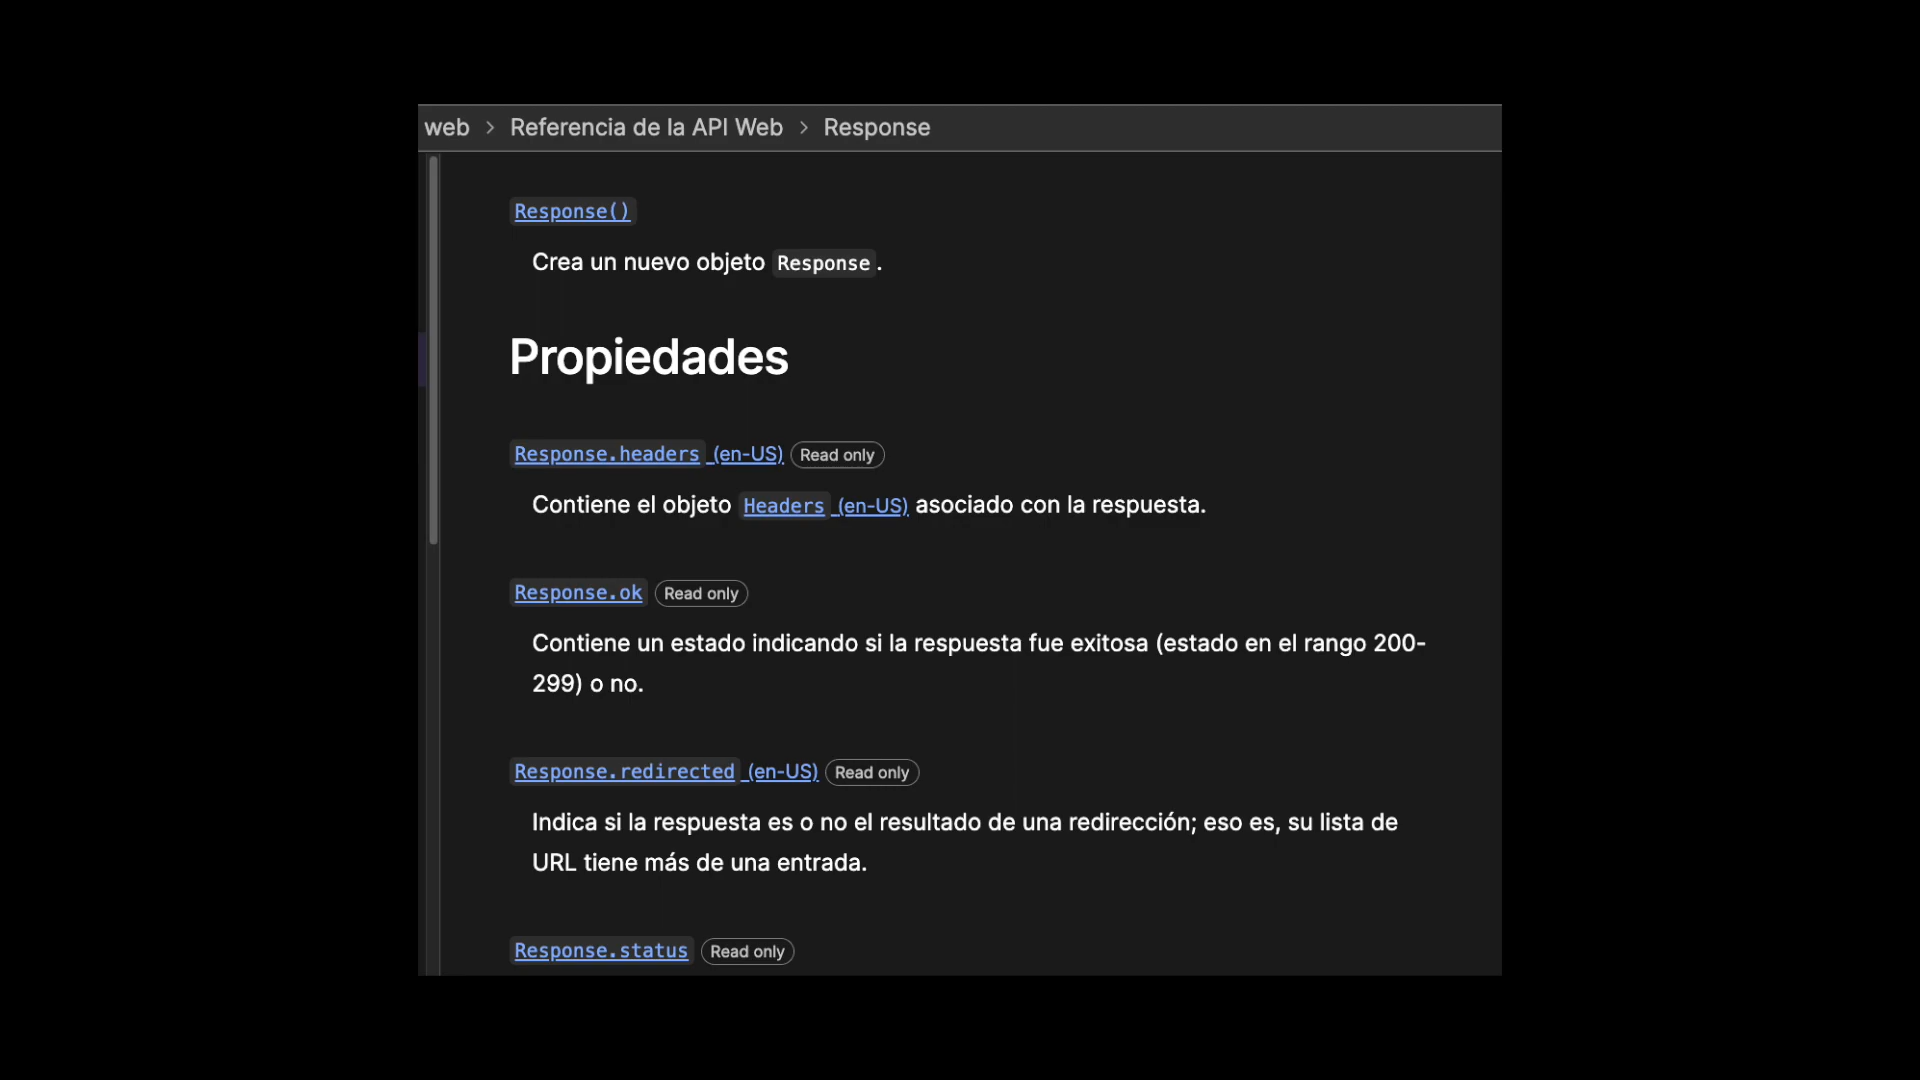 web > Referencia de la API Web > Response
Response()
Crea un nuevo objeto Response.
Propiedades
Response.headers (en-US) Read only
Contiene el objeto Headers (en-US) asociado con la respuesta.
Response.ok Read only
Contiene un estado indicando si la respuesta fue exitosa (estado en el rango 200-
299) o no.
Response.redirected (en-US) Read only
Indica si la respuesta es o no el resultado de una redirección; eso es, su lista de
URL tiene más de una entrada.
Response.status Read only